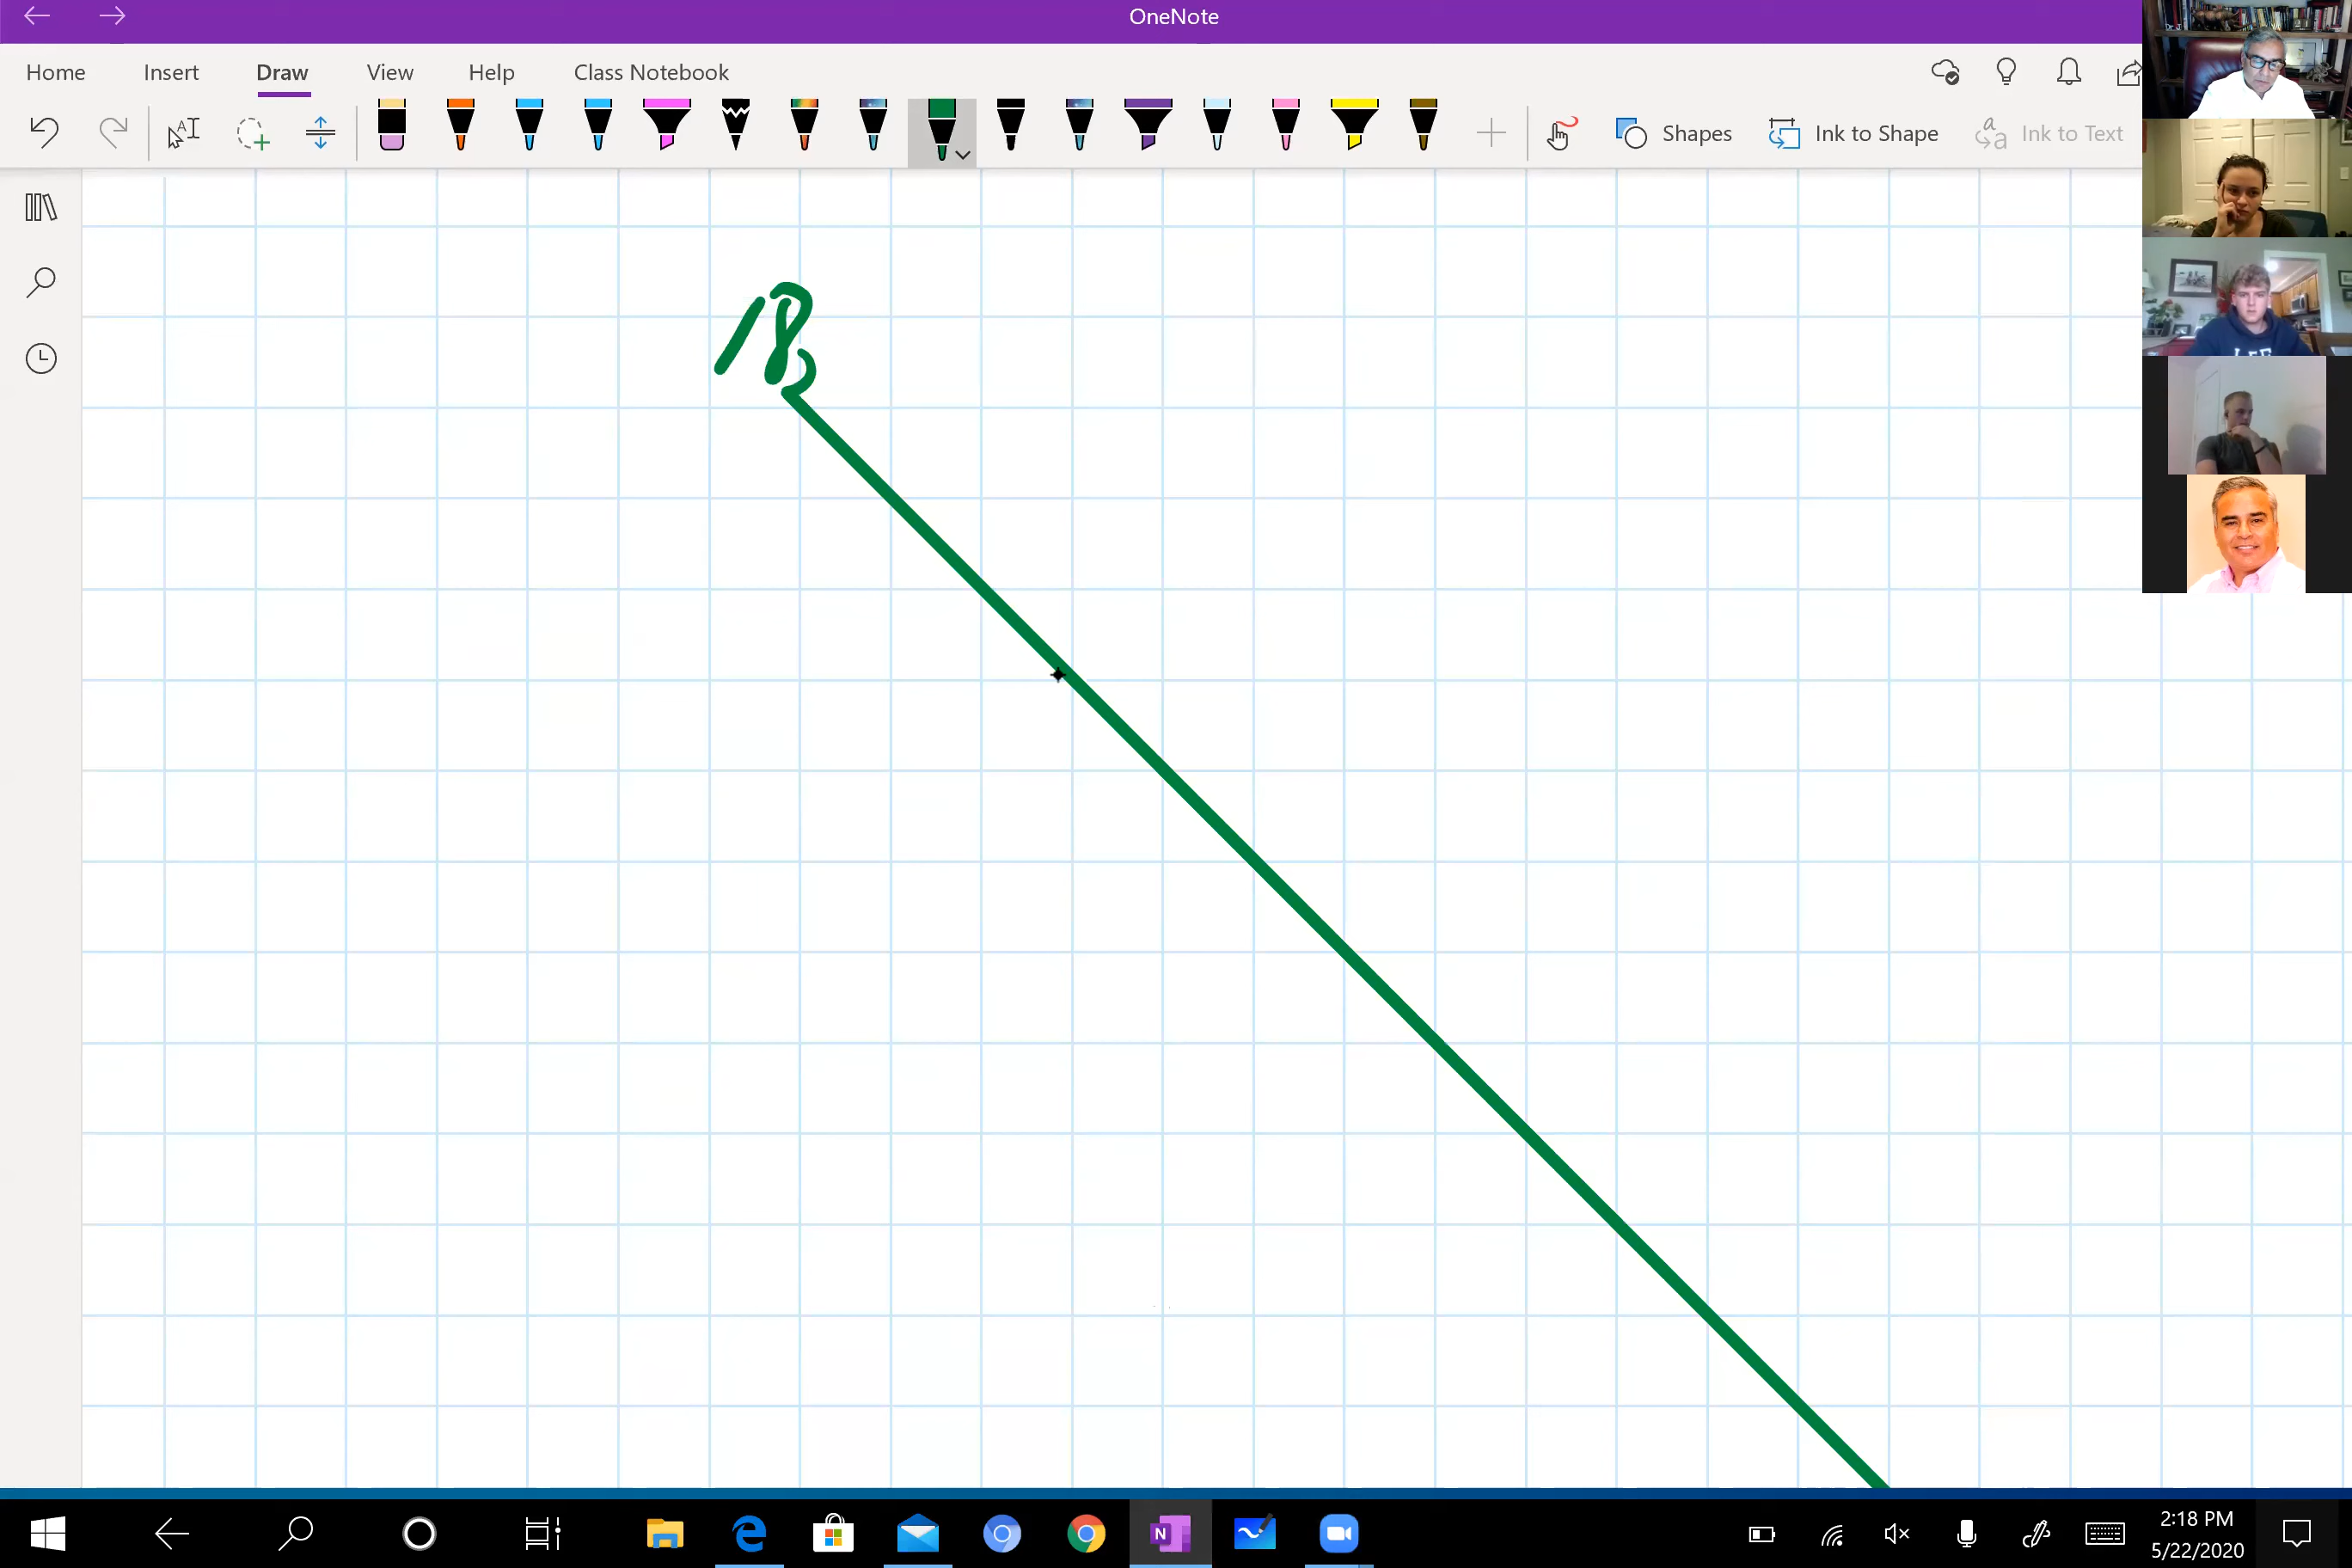 OneNote
Home Insert Draw View Help Class Notebook
Shapes Ink to Shape Ink to Text
18
2:18 PM
5/22/2020